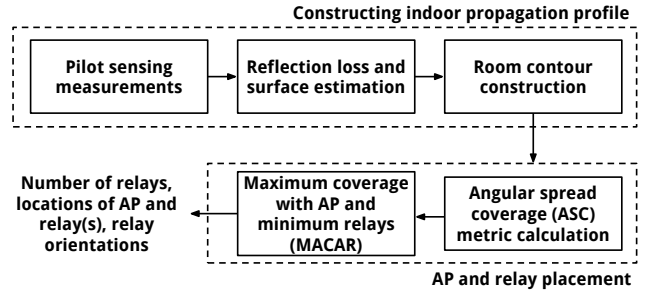 Constructing indoor propagation profile
Pilot sensing
measurements
Reflection loss and
surface estimation
Room contour
construction
Number of relays,
locations of AP and
relay(s), relay
orientations
Maximum coverage
with AP and
minimum relays
(MACAR)
Angular spread
coverage (ASC)
metric calculation
AP and relay placement